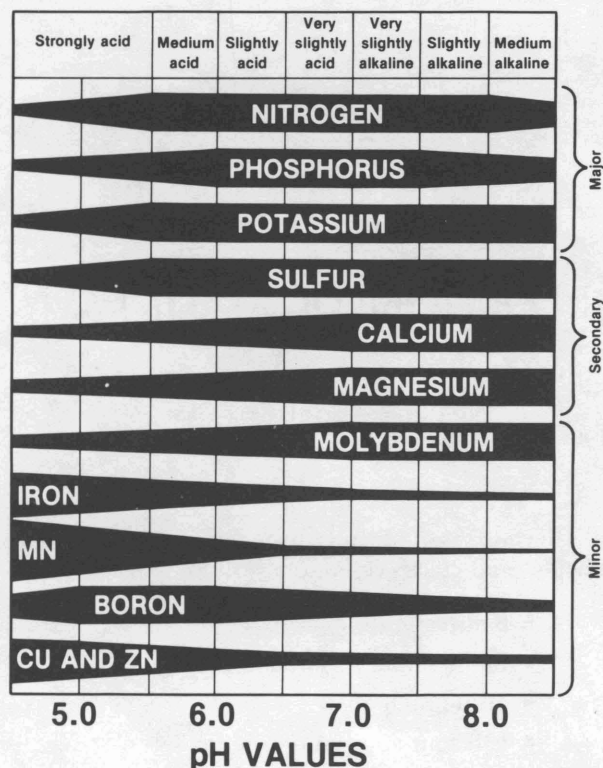 Strongly acid
Medium
acid
Slightly
acid
Very
slightly
acid
Very
slightly
alkaline
Slightly
alkaline
Medium
alkaline
NITROGEN
PHOSPHORUS
POTASSIUM
Major
SULFUR
CALCIUM
MAGNESIUM
Secondary
MOLYBDENUM
IRON
MN
BORON
CU AND ZN
Minor
5.0 6.0 7.0 8.0
pH VALUES